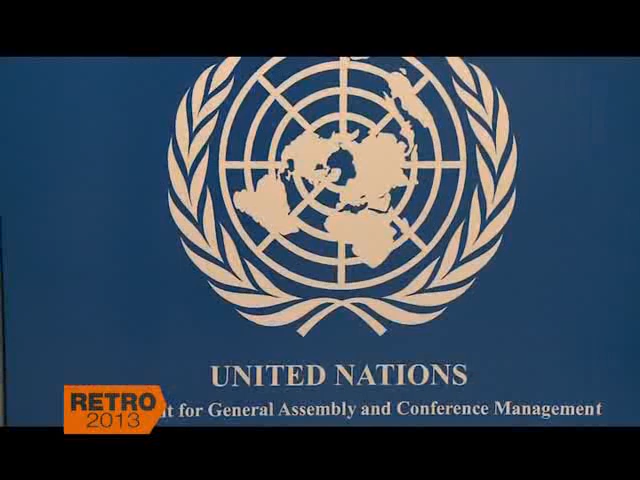 UNITED NATIONS
t for General Assembly and Conference Management
RETRO
2013